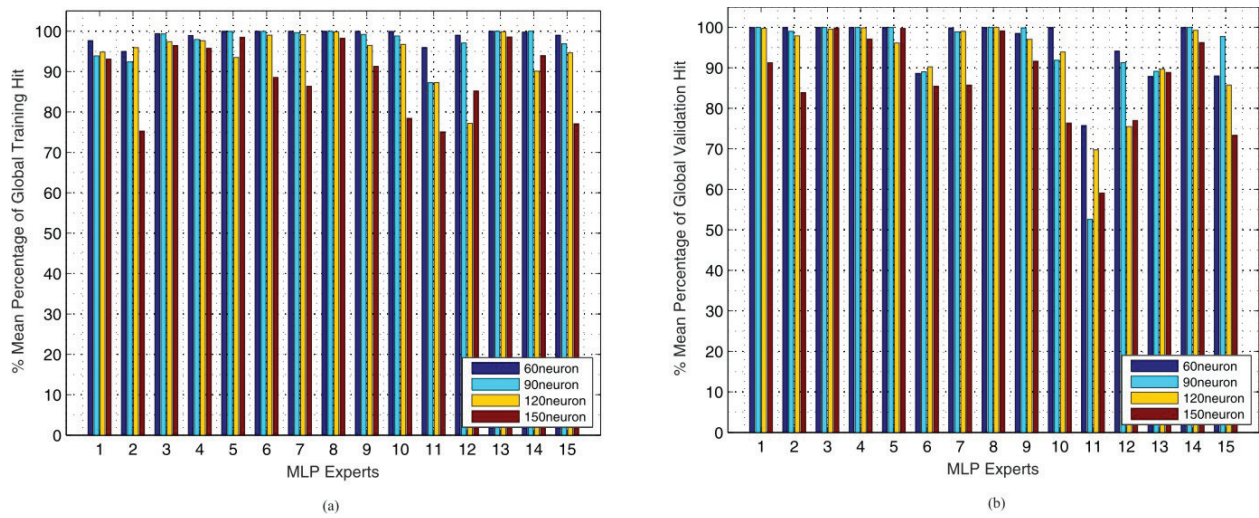 % Mean Percentage of Global Training Hit
100
90
80
70
60
50
40
30
20
10
0
60neuron
90neuron
120neuron
150neuron
1 2 3 4 5 6 7 8 9 10 11 12 13 14 15
MLP Experts
(a)
% Mean Percentage of Global Validation Hit
100
90
80
70
60
50
40
30
20
10
0
60neuron
90neuron
120neuron
150neuron
1 2 3 4 5 6 7 8 9 10 11 12 13 14 15
MLP Experts
(b)